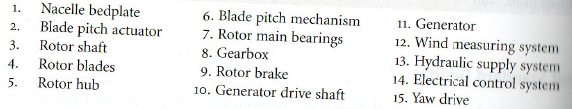 1. Nacelle bedplate
2. Blade pitch actuator
3. Rotor shaft
4. Rotor blades
5. Rotor hub
6. Blade pitch mechanism
7. Rotor main bearings
8. Gearbox
9. Rotor brake
10. Generator drive shaft
11. Generator
12. Wind measuring system
13. Hydraulic supply system
14. Electrical control system
15. Yaw drive